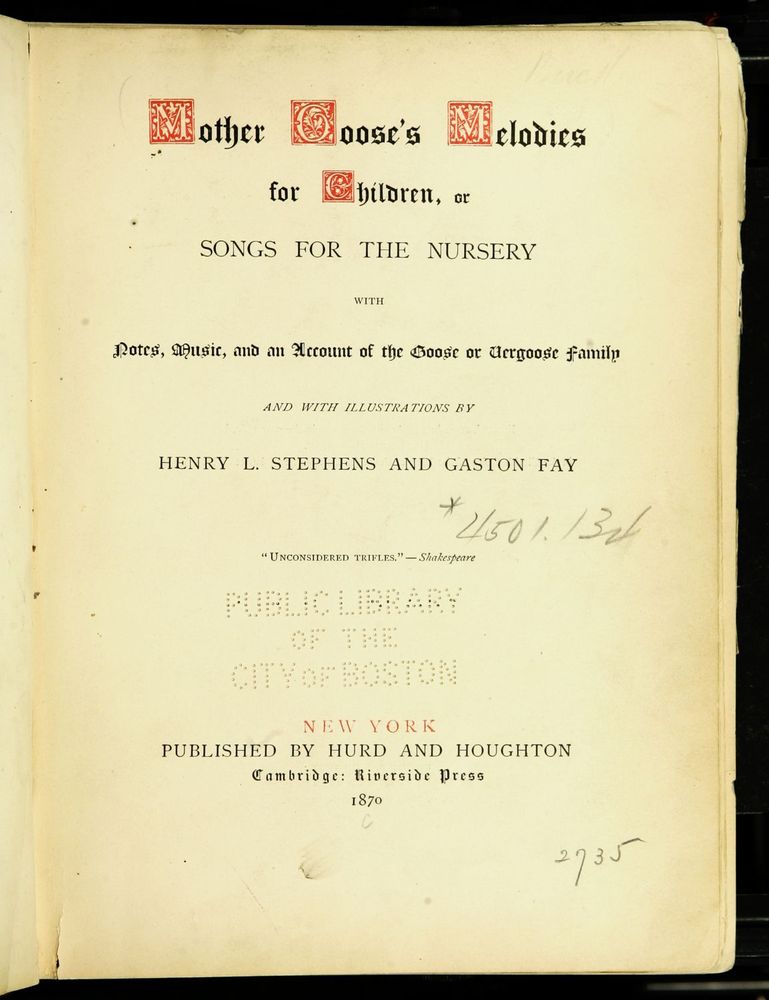 Mother Goose's Melodies
for Children, or
SONGS FOR THE NURSERY
WITH
Notes, Music, and an Account of the Goose or Vergoose Family
AND WITH ILLUSTRATIONS BY
HENRY L. STEPHENS AND GASTON FAY
*4501.13d
"UNCONSIDERED TRIFLES." — Shakespeare
PUBLIC LIBRARY
OF THE
CITY OF BOSTON
NEW YORK
PUBLISHED BY HURD AND HOUGHTON
Cambridge: Riverside Press
1870
c
2735